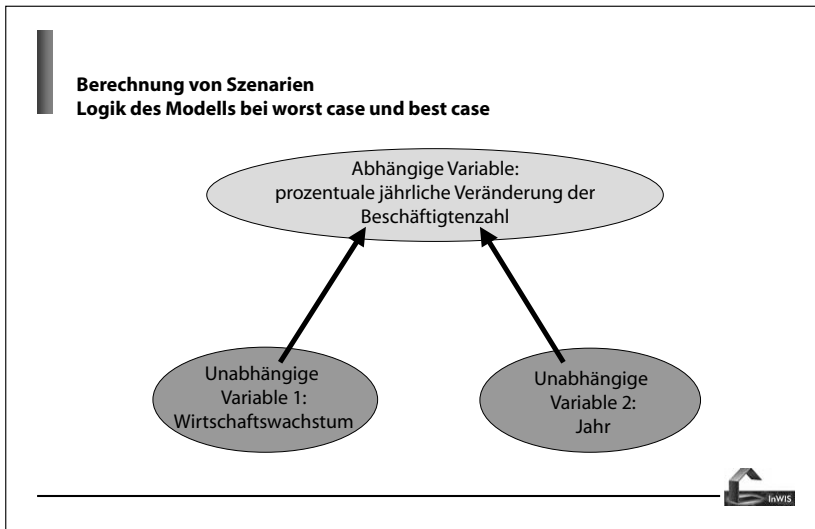 Berechnung von Szenarien
Logik des Modells bei worst case und best case
Abhängige Variable:
prozentuale jährliche Veränderung der
Beschäftigtenzahl
Unabhängige
Variable 1:
Wirtschaftswachstum
Unabhängige
Variable 2:
Jahr
InWIS